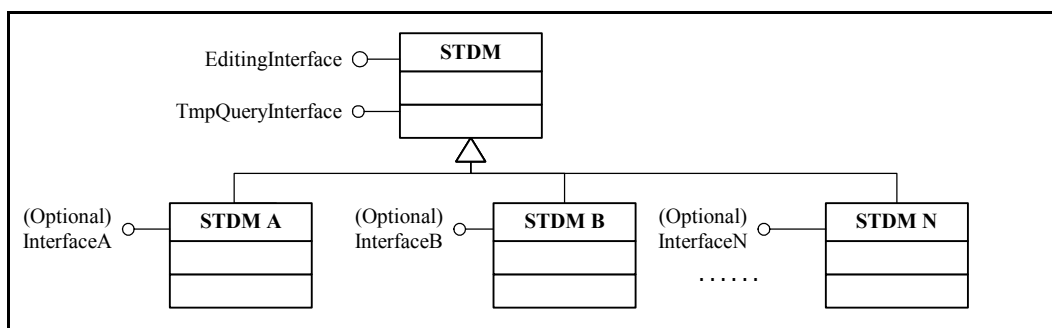 STDM
EditingInterface
TmpQueryInterface
(Optional)
InterfaceA
STDM A
(Optional)
InterfaceB
STDM B
(Optional)
InterfaceN
STDM N
......